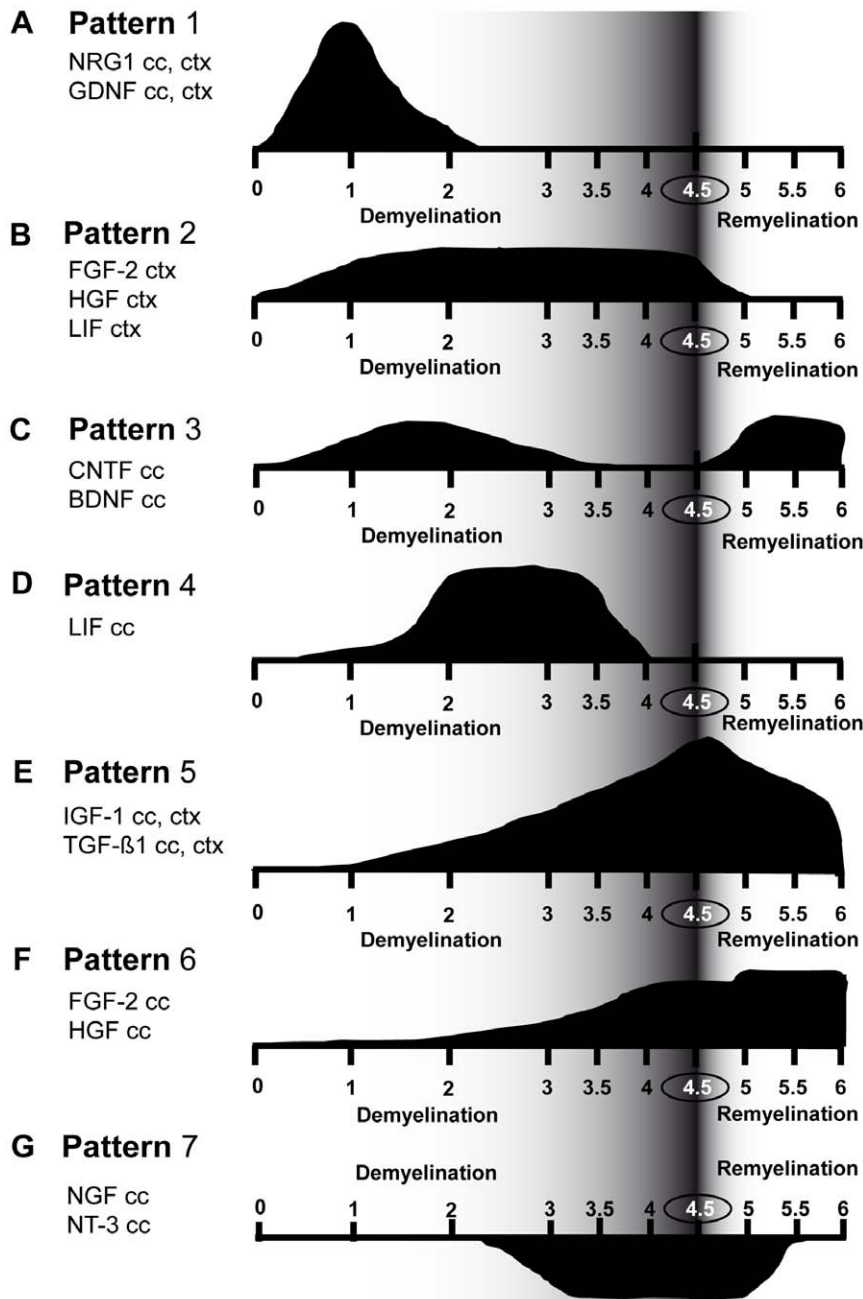 A Pattern 1
NRG1 cc, ctx
GDNF cc, ctx
0 1 2 3 3.5 4 4.5 5 5.5 6
Demyelination Remyelination
B Pattern 2
FGF-2 ctx
HGF ctx
LIF ctx
0 1 2 3 3.5 4 4.5 5 5.5 6
Demyelination Remyelination
C Pattern 3
CNTF cc
BDNF cc
0 1 2 3 3.5 4 4.5 5 5.5 6
Demyelination Remyelination
D Pattern 4
LIF cc
0 1 2 3 3.5 4 4.5 5 5.5 6
Demyelination Remyelination
E Pattern 5
IGF-1 cc, ctx
TGF-ß1 cc, ctx
0 1 2 3 3.5 4 4.5 5 5.5 6
Demyelination Remyelination
F Pattern 6
FGF-2 cc
HGF cc
0 1 2 3 3.5 4 4.5 5 5.5 6
Demyelination Remyelination
G Pattern 7
Demyelination Remyelination
NGF cc
NT-3 cc
0 1 2 3 3.5 4 4.5 5 5.5 6